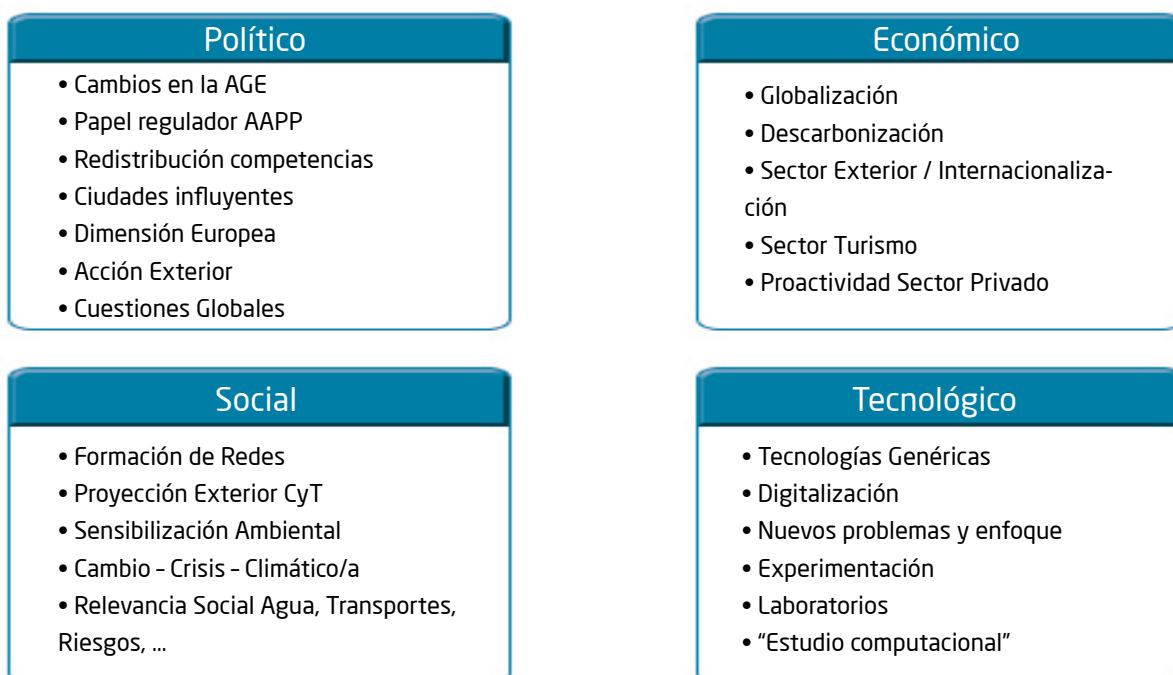 Político
• Cambios en la AGE
• Papel regulador AAPP
• Redistribución competencias
• Ciudades influyentes
• Dimensión Europea
• Acción Exterior
• Cuestiones Globales
Económico
• Globalización
• Descarbonización
• Sector Exterior / Internacionaliza-
ción
• Sector Turismo
• Proactividad Sector Privado
Social
• Formación de Redes
• Proyección Exterior CyT
• Sensibilización Ambiental
• Cambio – Crisis – Climático/a
• Relevancia Social Agua, Transportes,
Riesgos, ...
Tecnológico
• Tecnologías Genéricas
• Digitalización
• Nuevos problemas y enfoque
• Experimentación
• Laboratorios
• “Estudio computacional”